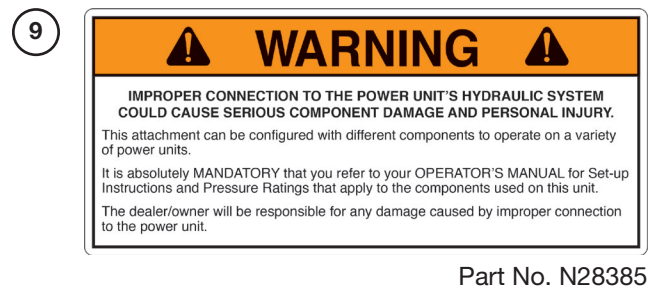 9
WARNING
IMPROPER CONNECTION TO THE POWER UNIT'S HYDRAULIC SYSTEM
COULD CAUSE SERIOUS COMPONENT DAMAGE AND PERSONAL INJURY.
This attachment can be configured with different components to operate on a variety
of power units.
It is absolutely MANDATORY that you refer to your OPERATOR'S MANUAL for Set-up
Instructions and Pressure Ratings that apply to the components used on this unit.
The dealer/owner will be responsible for any damage caused by improper connection
to the power unit.
Part No. N28385